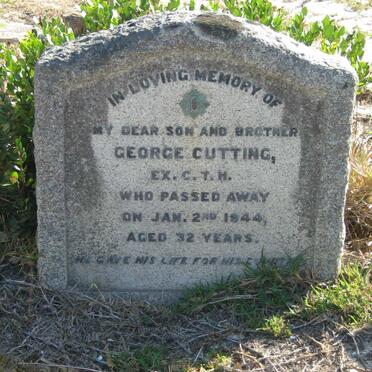 IN LOVING MEMORY OF
MY DEAR SON AND BROTHER
GEORGE CUTTING,
EX. C. T. H.
WHO PASSED AWAY
ON JAN. 2ND 1944,
AGED 32 YEARS.
HE GAVE HIS LIFE FOR HIS